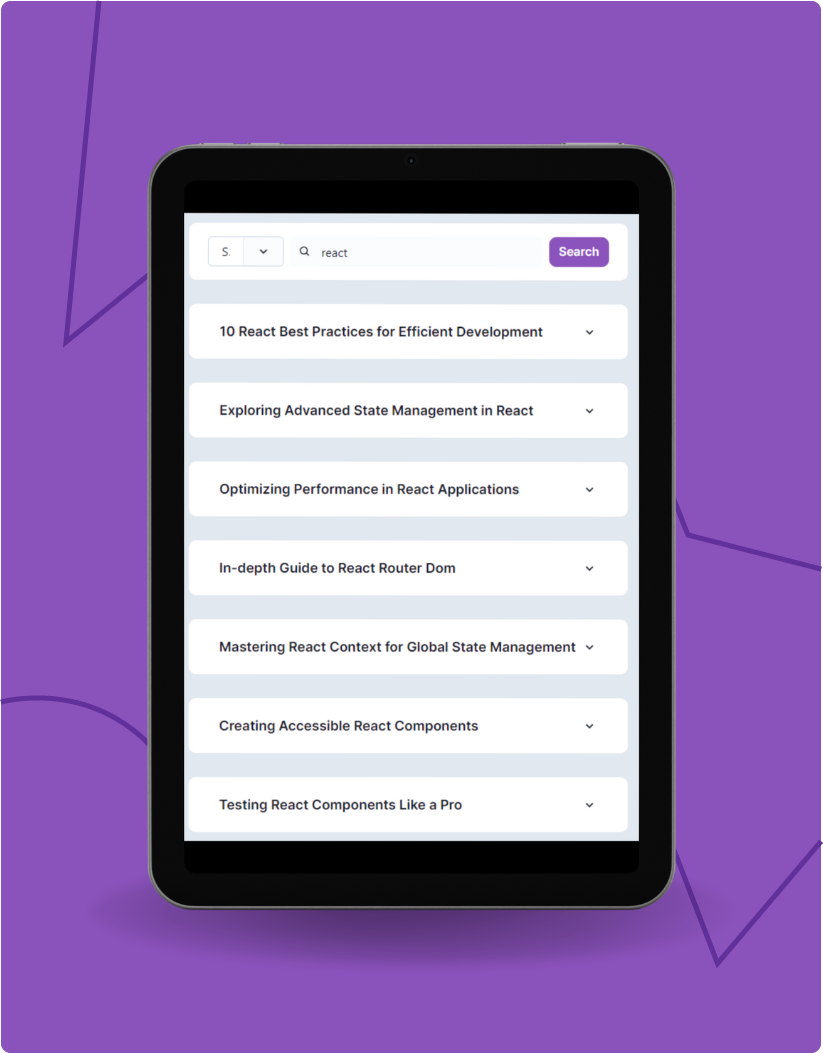 S.
react
Search
10 React Best Practices for Efficient Development
Exploring Advanced State Management in React
Optimizing Performance in React Applications
In-depth Guide to React Router Dom
Mastering React Context for Global State Management
Creating Accessible React Components
Testing React Components Like a Pro